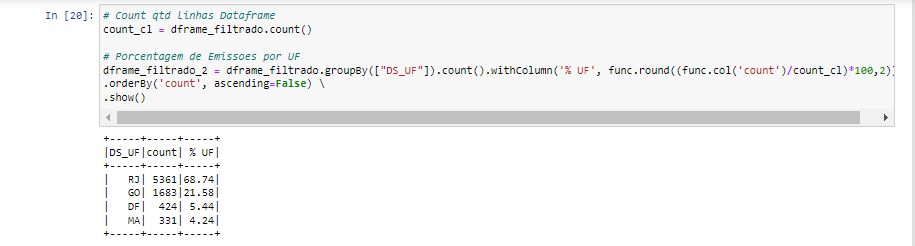 In [20]: # Count qtd Linhas Dataframe
count_cl = dframe_filtrado.count()
# Porcentagem de Emissoes por UF
dframe_filtrado_2 = dframe_filtrado.groupBy(["DS_UF"]).count().withColumn('% UF', func.round((func.col('count')/count_cl)*100,2))
.orderBy('count', ascending=False) \
.show()
+-----+-----+-----+
|DS_UF|count| % UF|
+-----+-----+-----+
|   RJ| 5361|68.74|
|   GO| 1683|21.58|
|   DF|  424| 5.44|
|   MA|  331| 4.24|
+-----+-----+-----+